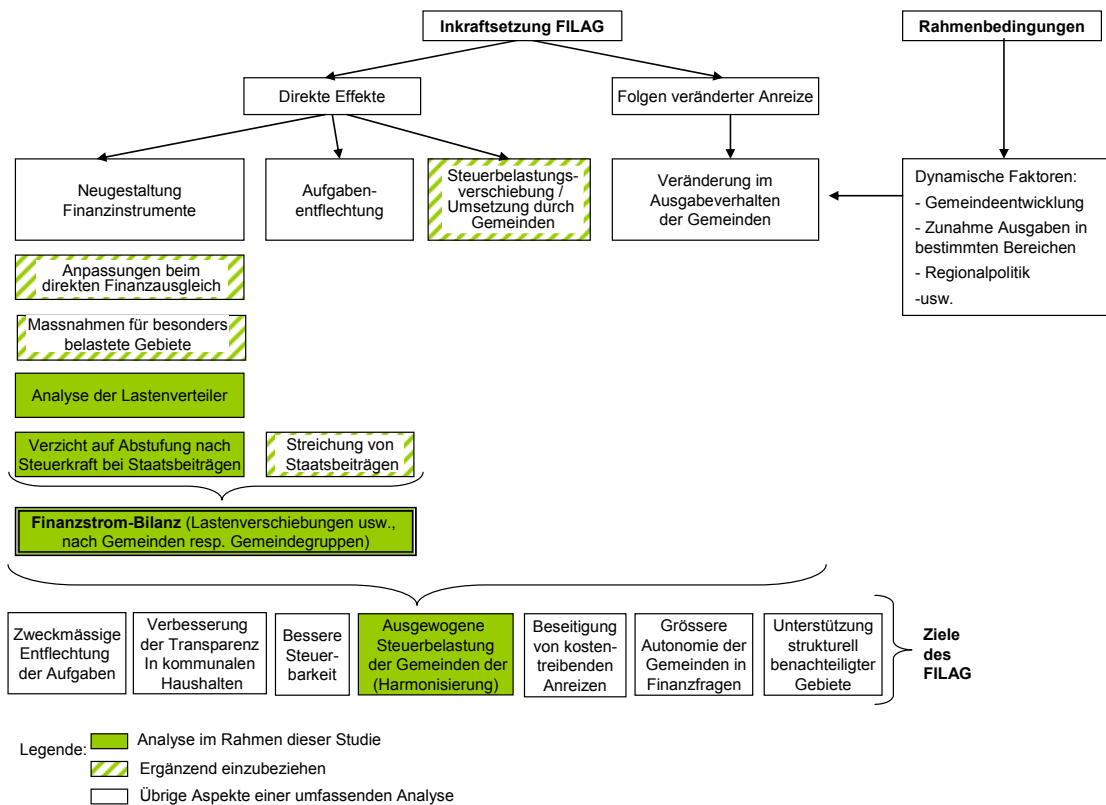 Inkraftsetzung FILAG
Rahmenbedingungen
Direkte Effekte
Folgen veränderter Anreize
Neugestaltung
Finanzinstrumente
Aufgaben-
entflechtung
Steuerbelastungs-
verschiebung /
Umsetzung durch
Gemeinden
Veränderung im
Ausgabeverhalten
der Gemeinden
Dynamische Faktoren:
- Gemeindeentwicklung
- Zunahme Ausgaben in
bestimmten Bereichen
- Regionalpolitik
-usw.
Anpassungen beim
direkten Finanzausgleich
Massnahmen für besonders
belastete Gebiete
Analyse der Lastenverteiler
Verzicht auf Abstufung nach
Steuerkraft bei Staatsbeiträgen
Streichung von
Staatsbeiträgen
Finanzstrom-Bilanz (Lastenverschiebungen usw.,
nach Gemeinden resp. Gemeindegruppen)
Zweckmässige
Entflechtung
der Aufgaben
Verbesserung
der Transparenz
In kommunalen
Haushalten
Bessere
Steuer-
barkeit
Ausgewogene
Steuerbelastung
der Gemeinden der
(Harmonisierung)
Beseitigung
von kosten-
treibenden
Anreizen
Grössere
Autonomie der
Gemeinden in
Finanzfragen
Unterstützung
strukturell
benachteiligter
Gebiete
Ziele
des
FILAG
Legende:
Analyse im Rahmen dieser Studie
Ergänzend einzubeziehen
Übrige Aspekte einer umfassenden Analyse